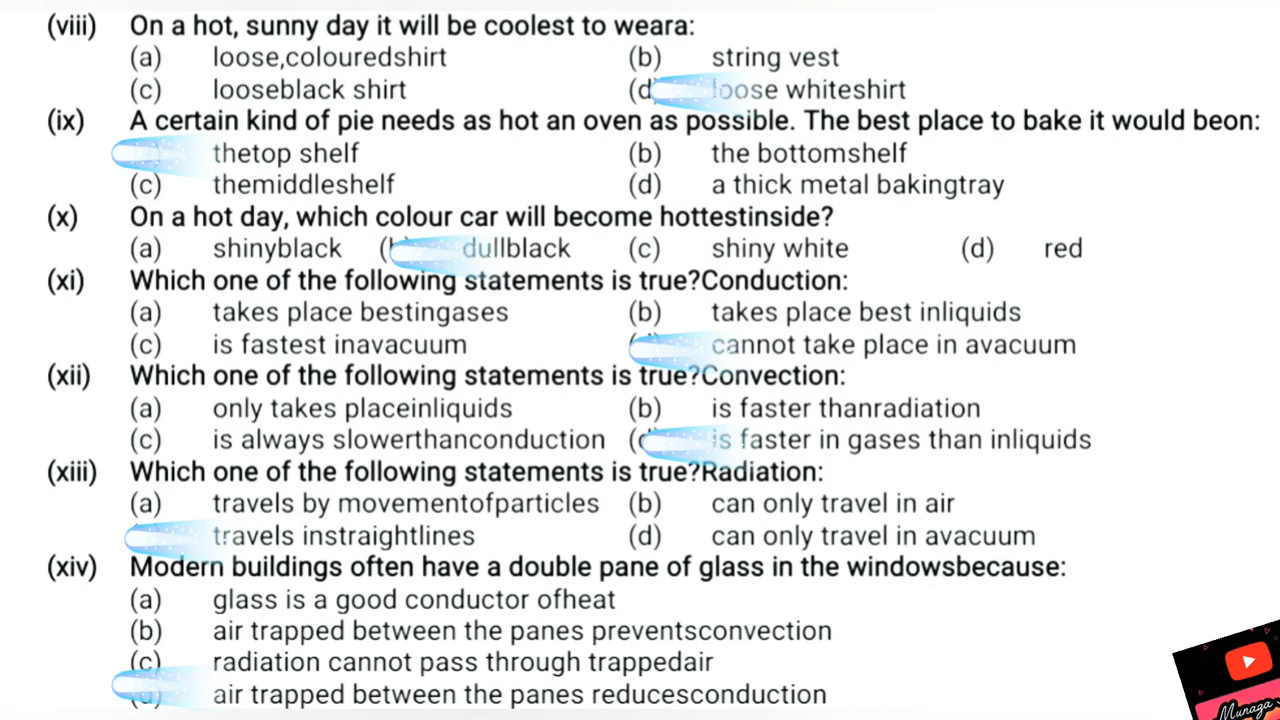 (viii) On a hot, sunny day it will be coolest to weara:
(a) loose,colouredshirt (b) string vest
(c) looseblack shirt (d loose whiteshirt
(ix) A certain kind of pie needs as hot an oven as possible. The best place to bake it would beon:
thetop shelf (b) the bottomshelf
(c) themiddleshelf (d) a thick metal bakingtray
(x) On a hot day, which colour car will become hottestinside?
(a) shinyblack (b) dullblack (c) shiny white (d) red
(xi) Which one of the following statements is true?Conduction:
(a) takes place bestingases (b) takes place best inliquids
(c) is fastest inavacuum cannot take place in avacuum
(xii) Which one of the following statements is true?Convection:
(a) only takes placeinliquids (b) is faster thanradiation
(c) is always slowerthanconduction (d) is faster in gases than inliquids
(xiii) Which one of the following statements is true?Radiation:
(a) travels by movementofparticles (b) can only travel in air
travels instraightlines (d) can only travel in avacuum
(xiv) Modern buildings often have a double pane of glass in the windowsbecause:
(a) glass is a good conductor ofheat
(b) air trapped between the panes preventsconvection
(c) radiation cannot pass through trappedair
(d) air trapped between the panes reducesconduction
Munaga